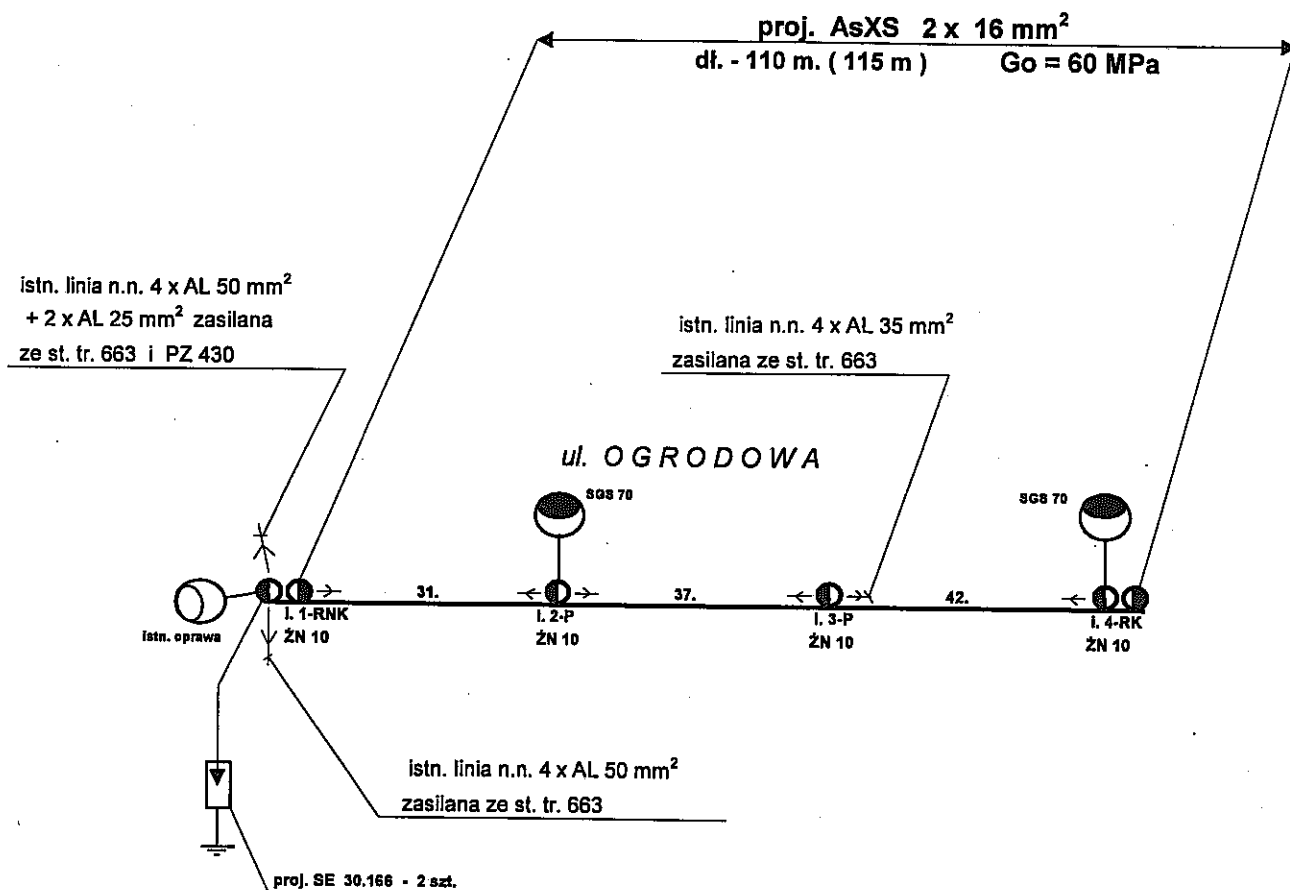 proj. AsXS 2 x 16 mm²
dł. - 110 m. ( 115 m ) Go = 60 MPa
istn. linia n.n. 4 x AL 50 mm²
+ 2 x AL 25 mm² zasilana
ze st. tr. 663 i PZ 430
istn. linia n.n. 4 x AL 35 mm²
zasilana ze st. tr. 663
ul. OGRODOWA
SGS 70
SGS 70
31.
37.
42.
istn. oprawa
l. 1-RNK
ŻN 10
l. 2-P
ŻN 10
l. 3-P
ŻN 10
l. 4-RK
ŻN 10
istn. linia n.n. 4 x AL 50 mm²
zasilana ze st. tr. 663
proj. SE 30.166 - 2 szt.